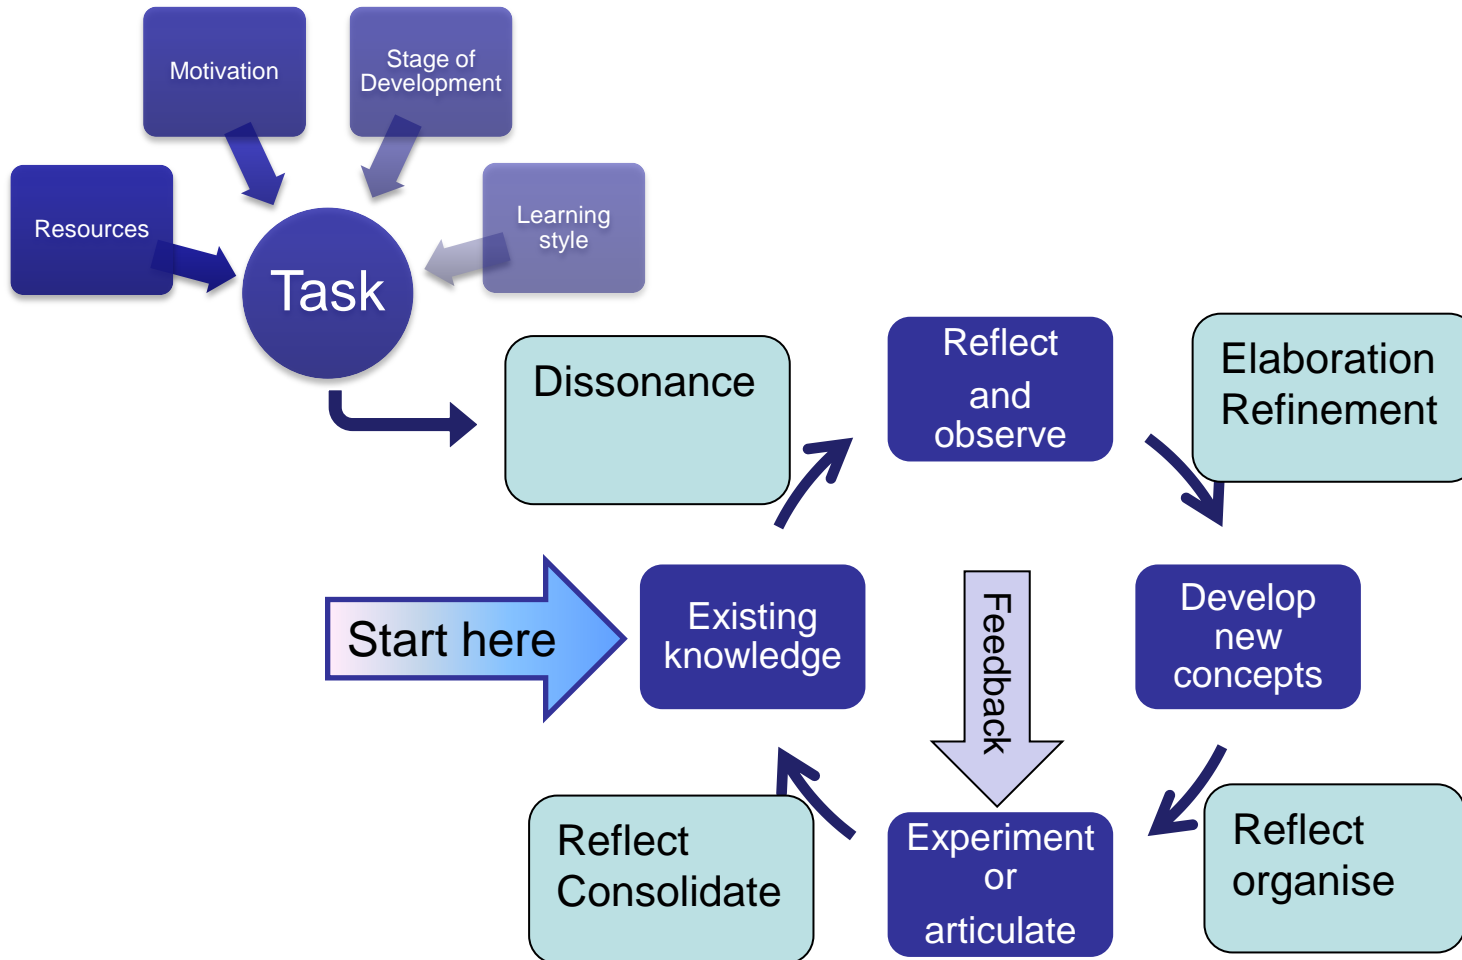 Motivation
Stage of
Development
Resources
Learning
style
Task
Dissonance
Reflect
and
observe
Elaboration
Refinement
Start here
Existing
knowledge
Feedback
Develop
new
concepts
Reflect
Consolidate
Experiment
or
articulate
Reflect
organise